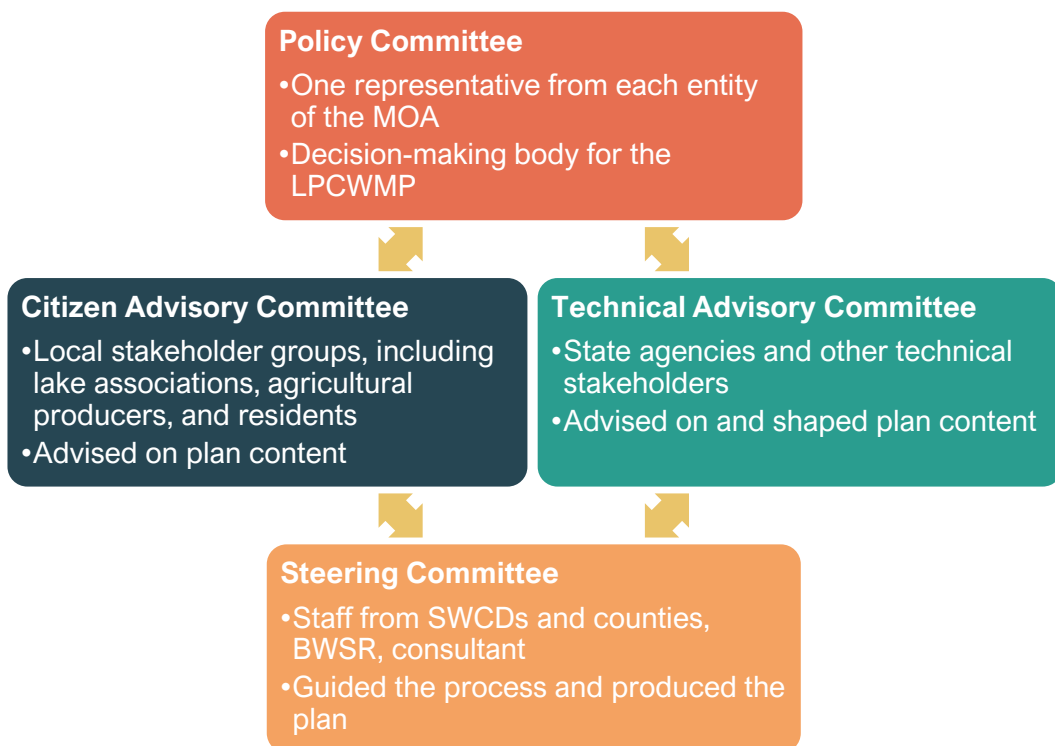 Policy Committee
•One representative from each entity
of the MOA
•Decision-making body for the
LPCWMP
Citizen Advisory Committee
•Local stakeholder groups, including
lake associations, agricultural
producers, and residents
•Advised on plan content
Technical Advisory Committee
•State agencies and other technical
stakeholders
•Advised on and shaped plan content
Steering Committee
•Staff from SWCDs and counties,
BWSR, consultant
•Guided the process and produced the
plan